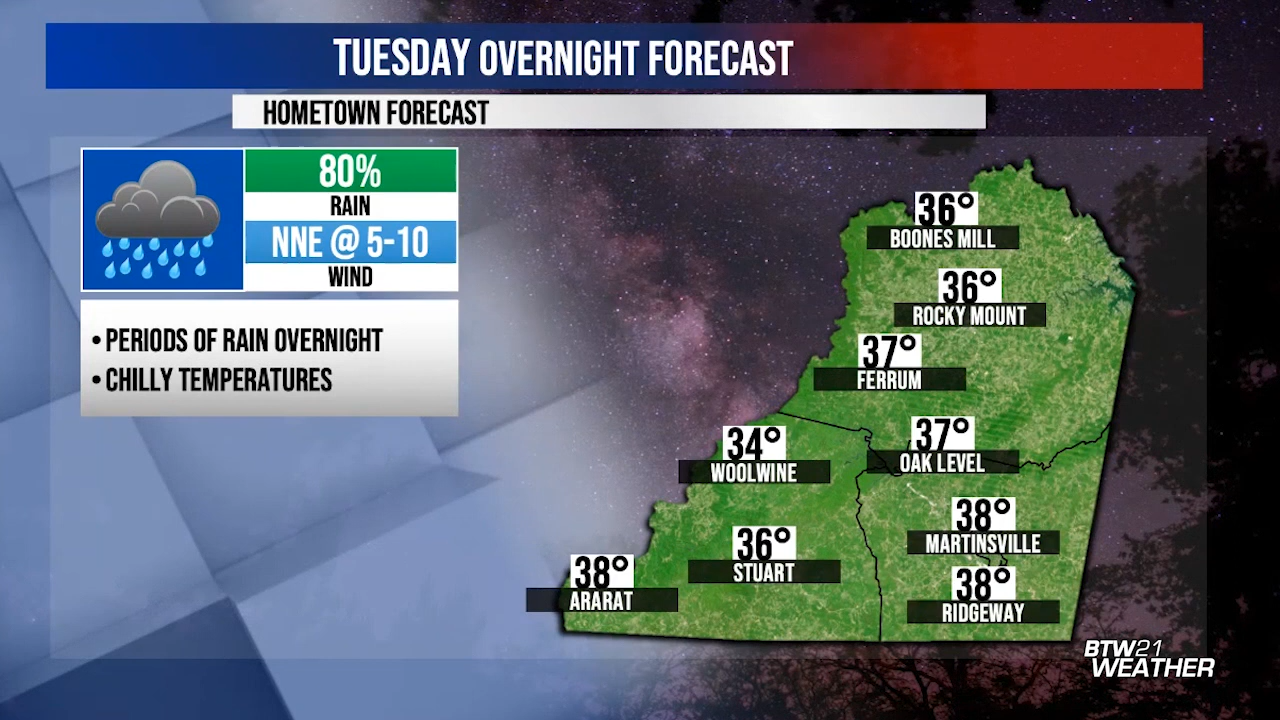 TUESDAY OVERNIGHT FORECAST
HOMETOWN FORECAST
80%
RAIN
NNE @ 5-10
WIND
• PERIODS OF RAIN OVERNIGHT
• CHILLY TEMPERATURES
36°
BOONES MILL
36°
ROCKY MOUNT
37°
FERRUM
37°
OAK LEVEL
34°
WOOLWINE
38°
MARTINSVILLE
36°
STUART
38°
ARARAT
38°
RIDGEWAY
BTW21
WEATHER